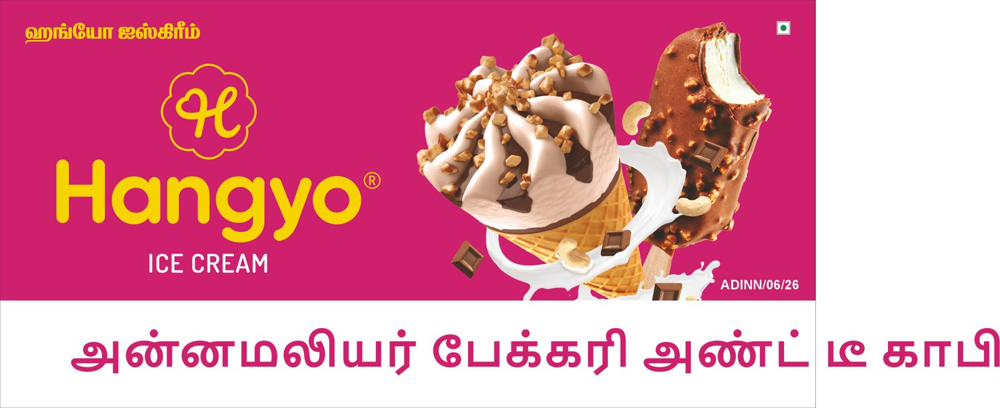 ஹங்யோ ஐஸ்கிரீம்
H
Hangyo®
ICE CREAM
ADINN/06/26
அன்னமலியர் பேக்கரி அண்ட் டீ காபி